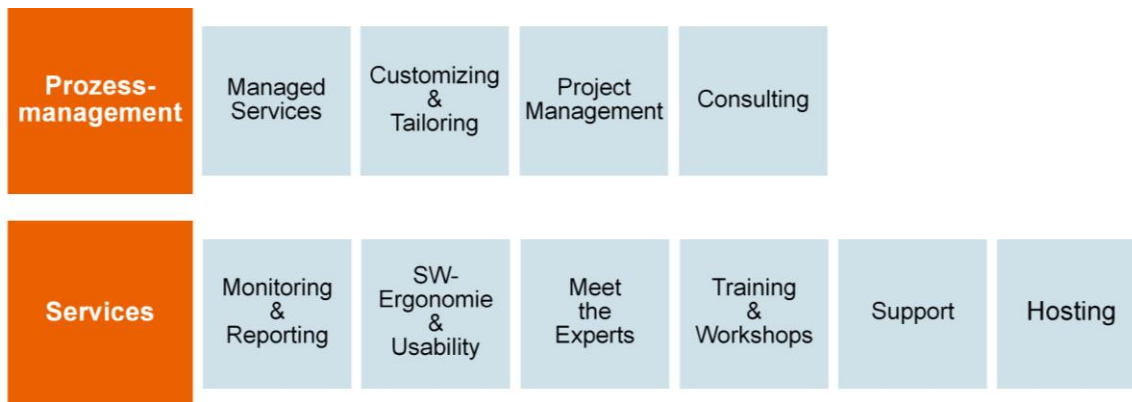 Prozess-
management
Managed
Services
Customizing
&
Tailoring
Project
Management
Consulting
Services
Monitoring
&
Reporting
SW-
Ergonomie
&
Usability
Meet
the
Experts
Training
&
Workshops
Support
Hosting